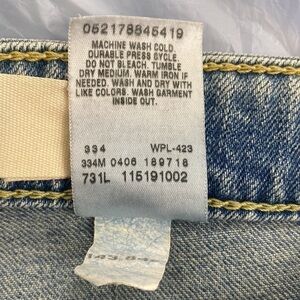 052178845419
MACHINE WASH COLD.
DURABLE PRESS CYCLE.
DO NOT BLEACH. TUMBLE
DRY MEDIUM. WARM IRON IF
NEEDED. WASH AND DRY WITH
LIKE COLORS. WASH GARMENT
INSIDE OUT.
334 WPL-423
334M 0406 189718
731L 115191002